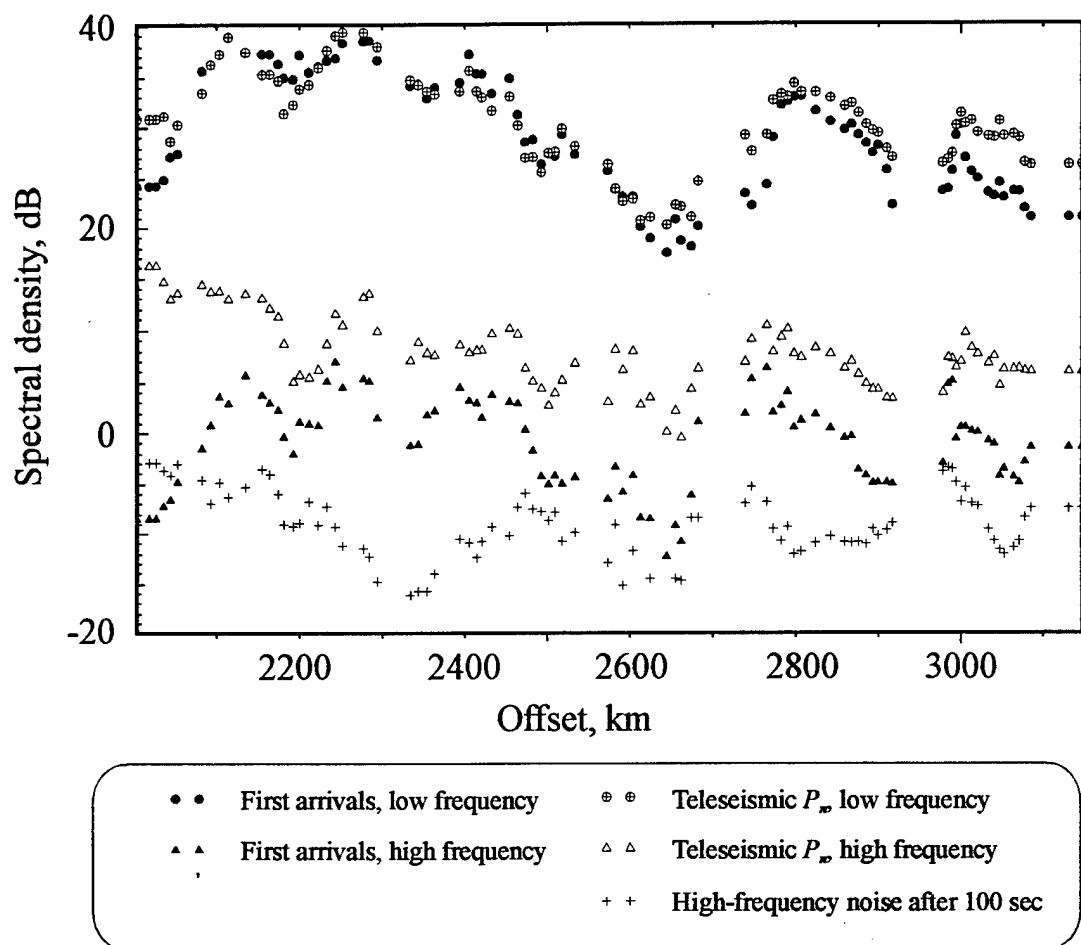 40
20
0
-20
Spectral density, dB
2200 2400 2600 2800 3000
Offset, km
First arrivals, low frequency
Teleseismic Pₙ, low frequency
First arrivals, high frequency
Teleseismic Pₙ, high frequency
High-frequency noise after 100 sec